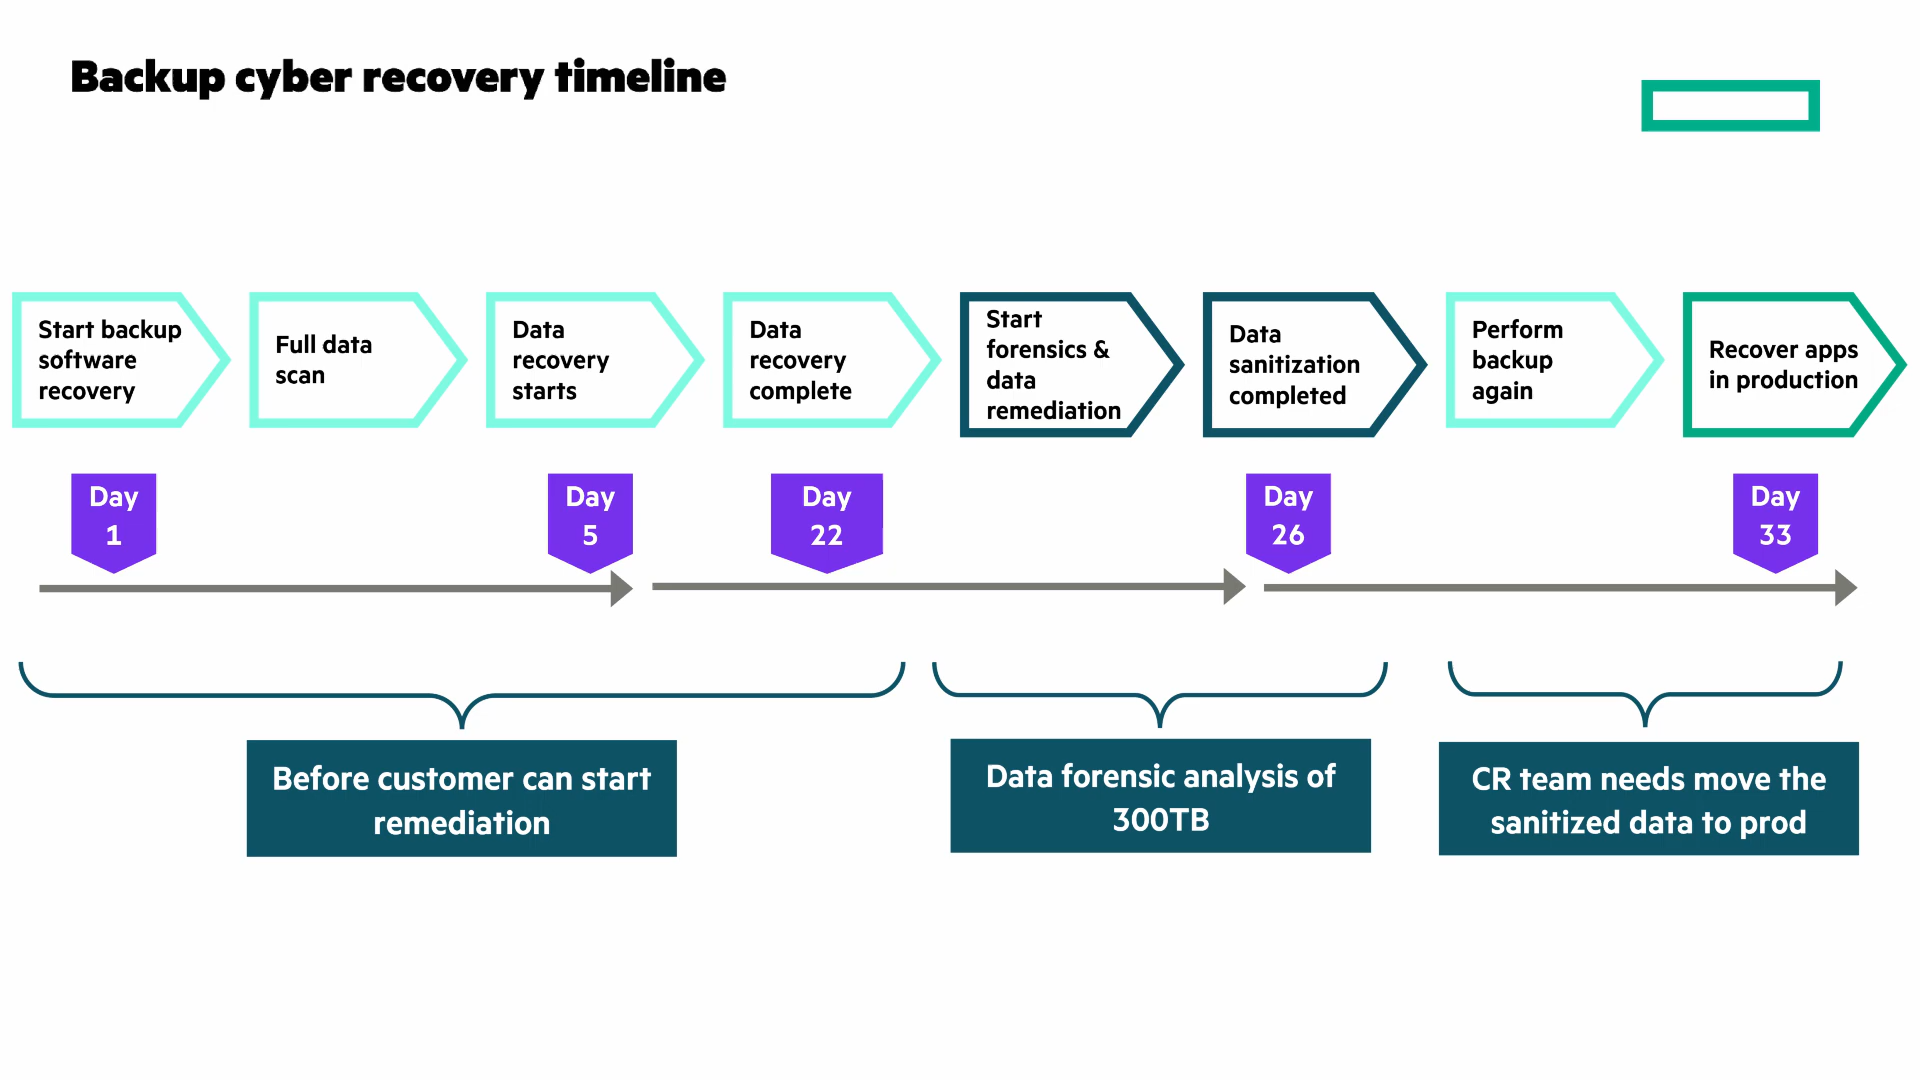 Backup cyber recovery timeline
Start backup
software
recovery
Full data
scan
Data
recovery
starts
Data
recovery
complete
Start
forensics &
data
remediation
Data
sanitization
completed
Perform
backup
again
Recover apps
in production
Day
1
Day
5
Day
22
Day
26
Day
33
Before customer can start
remediation
Data forensic analysis of
300TB
CR team needs move the
sanitized data to prod